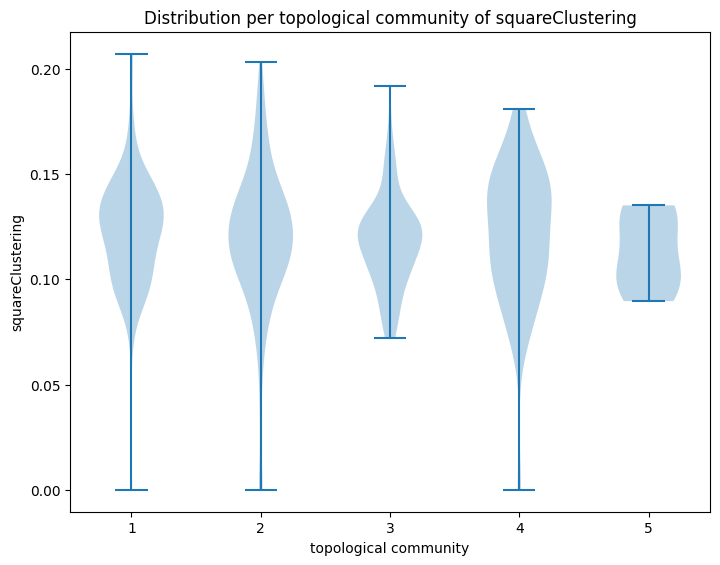 Distribution per topological community of squareClustering
squareClustering
0.20
0.15
0.10
0.05
0.00
1 2 3 4 5
topological community